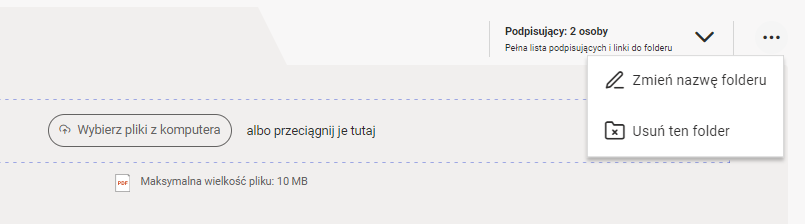 Podpisujący: 2 osoby
Pełna lista podpisujących i linki do folderu
Zmień nazwę folderu
Usuń ten folder
Wybierz pliki z komputera
albo przeciągnij je tutaj
PDF
Maksymalna wielkość pliku: 10 MB